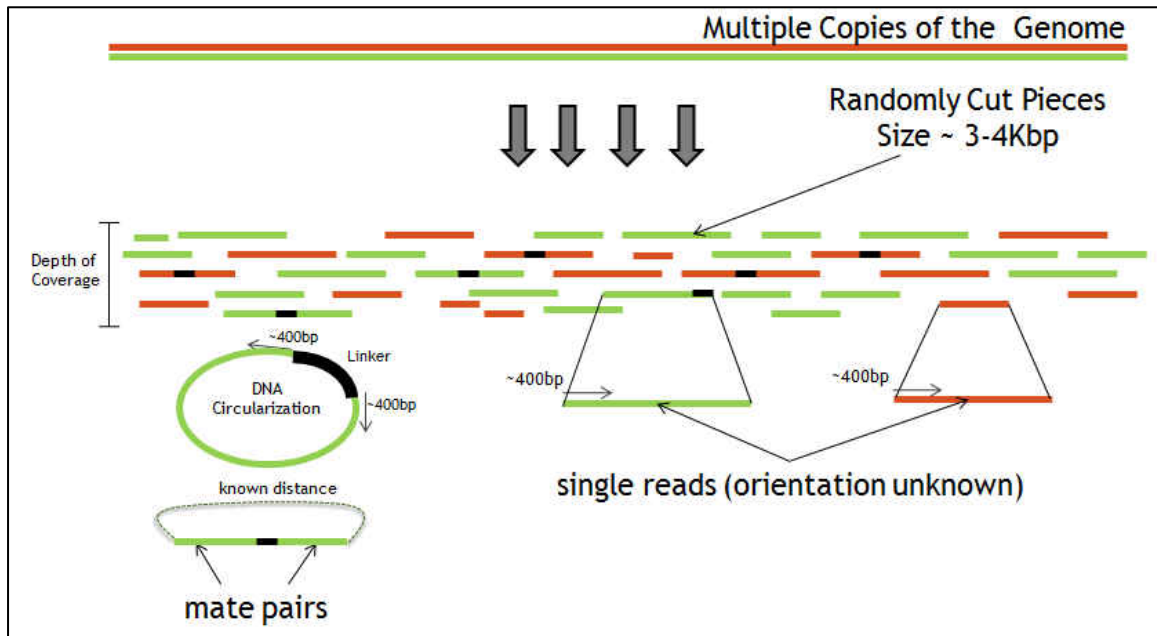 Multiple Copies of the Genome
Randomly Cut Pieces
Size ~ 3-4Kbp
Depth of
Coverage
~400bp
Linker
DNA
Circularization
~400bp
~400bp
~400bp
known distance
single reads (orientation unknown)
mate pairs